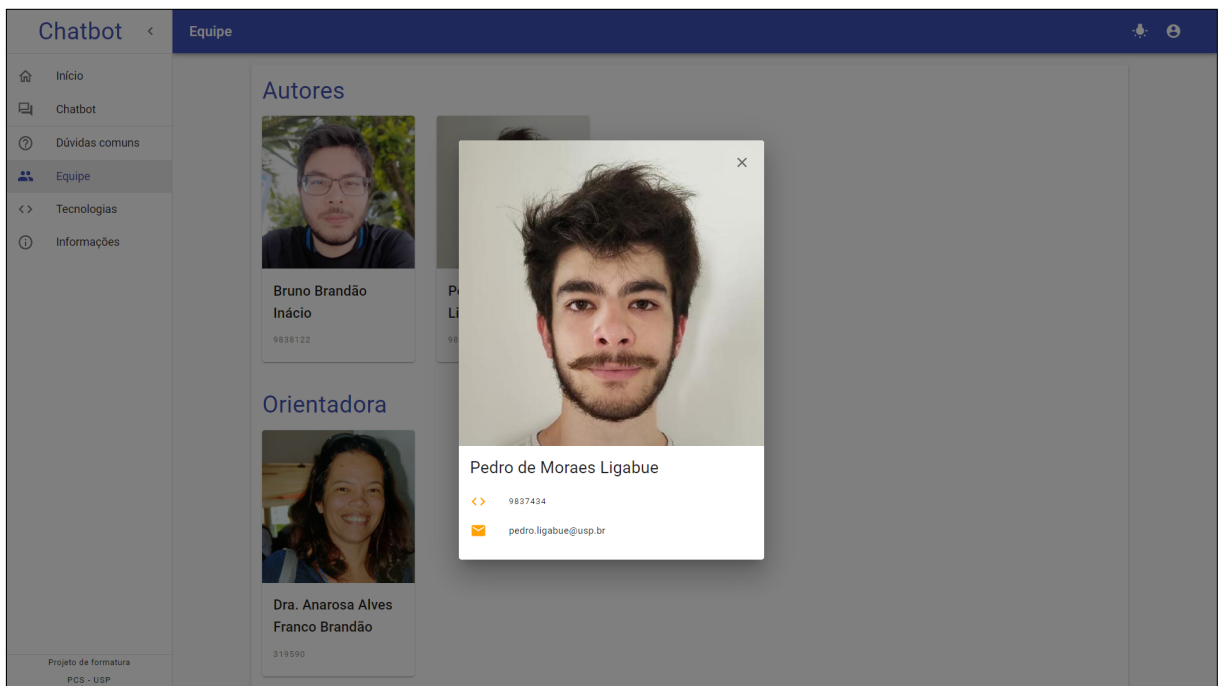 Chatbot
Equipe
Início
Chatbot
Dúvidas comuns
Equipe
Tecnologias
Informações
Projeto de formatura
PCS - USP
Autores
Bruno Brandão
Inácio
9838122
Orientadora
Dra. Anarosa Alves
Franco Brandão
319590
Pedro de Moraes Ligabue
9837434
pedro.ligabue@usp.br